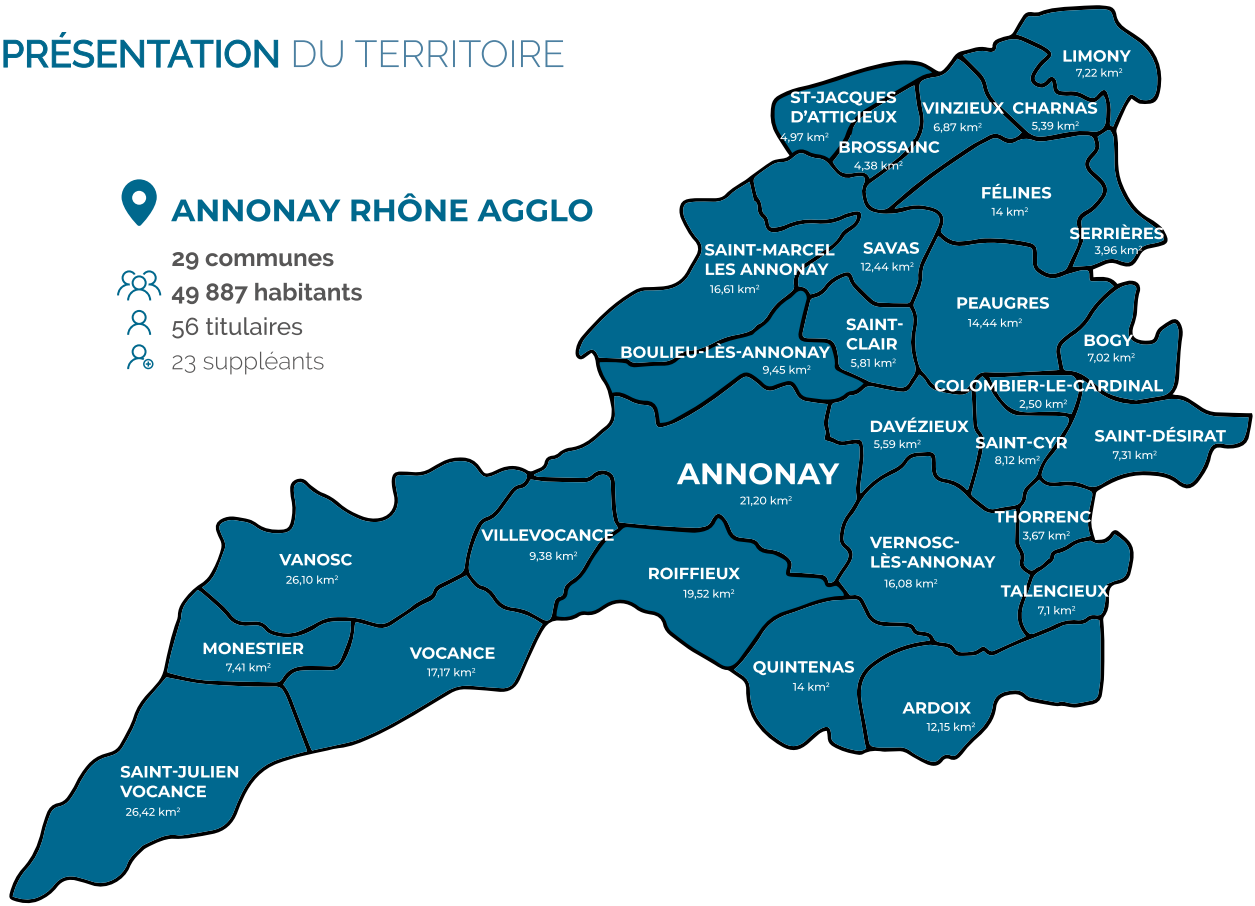 PRÉSENTATION DU TERRITOIRE
ANNONAY RHÔNE AGGLO
29 communes
49 887 habitants
56 titulaires
23 suppléants
LIMONY
7,22 km²
ST-JACQUES
D'ATTICIEUX
4,97 km²
VINZIEUX
6,87 km²
CHARNAS
5,39 km²
BROSSAINC
4,38 km²
FÉLINES
14 km²
SERRIÈRES
3,96 km²
SAINT-MARCEL
LES ANNONAY
16,61 km²
SAVAS
12,44 km²
PEAUGRES
14,44 km²
SAINT-
CLAIR
5,81 km²
BOGY
7,02 km²
BOULIEU-LÈS-ANNONAY
9,45 km²
COLOMBIER-LE-CARDINAL
2,50 km²
DAVÉZIEUX
5,59 km²
SAINT-CYR
8,12 km²
SAINT-DÉSIRAT
7,31 km²
ANNONAY
21,20 km²
THORRENC
3,67 km²
VILLEVOCANCE
9,38 km²
VANOSC
26,10 km²
VERNOSC-
LÈS-ANNONAY
16,08 km²
ROIFFIEUX
19,52 km²
TALENCIEUX
7,1 km²
MONESTIER
7,41 km²
VOCANCE
17,17 km²
QUINTENAS
14 km²
ARDOIX
12,15 km²
SAINT-JULIEN
VOCANCE
26,42 km²